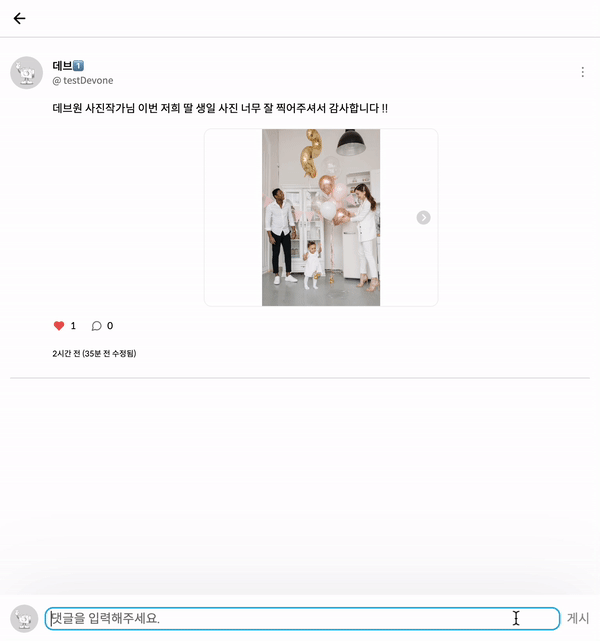 데브1️⃣
@ testDevone
데브원 사진작가님 이번 저희 딸 생일 사진 너무 잘 찍어주셔서 감사합니다 !!
1 0
2시간 전 (35분 전 수정됨)
댓글을 입력해주세요. 게시